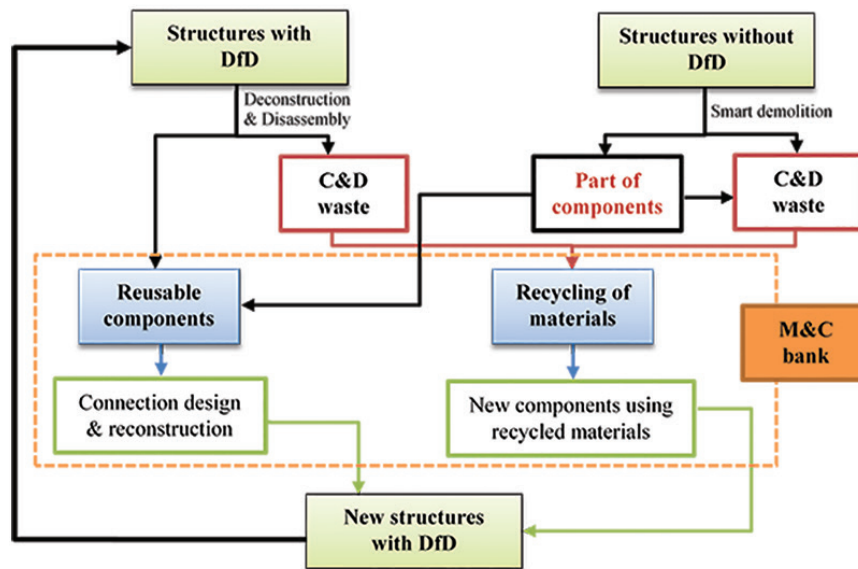 Structures with
DfD
Structures without
DfD
Deconstruction
& Disassembly
Smart demolition
C&D
waste
Part of
components
C&D
waste
Reusable
components
Recycling of
materials
M&C
bank
Connection design
& reconstruction
New components using
recycled materials
New structures
with DfD